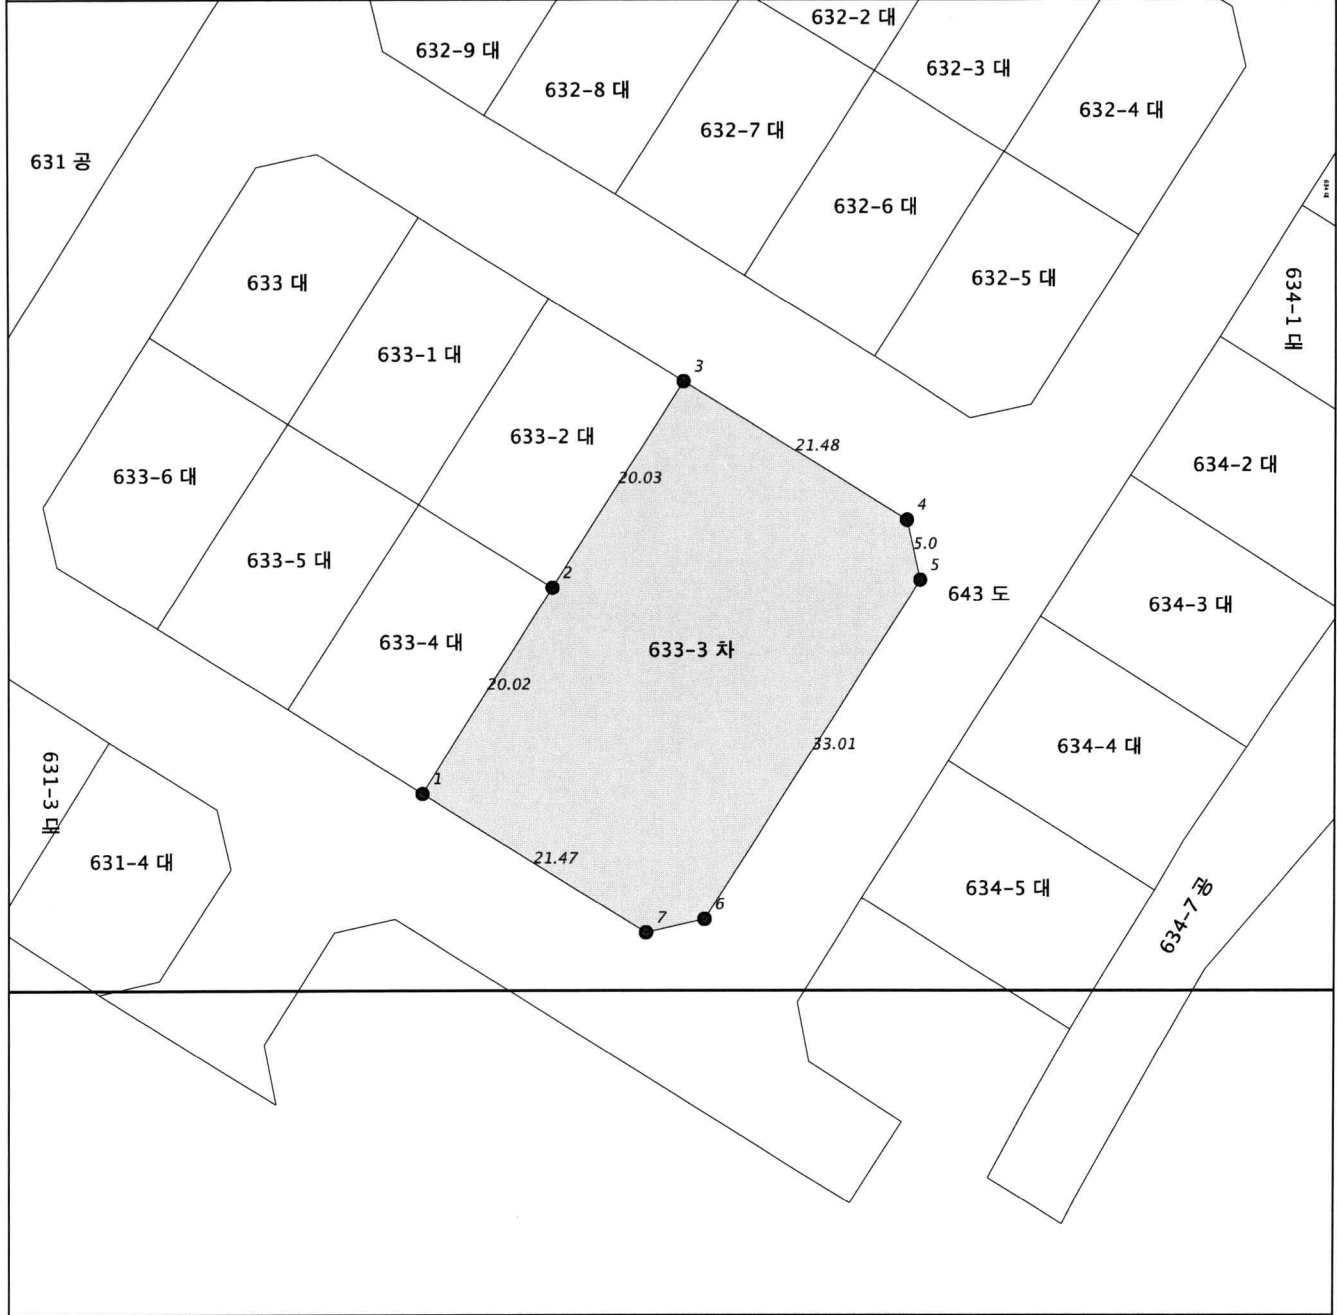 632-2 대
632-9 대
632-3 대
632-8 대
632-4 대
632-7 대
631 공
634 대
632-6 대
632-5 대
633 대
634-1 대
633-1 대
3
633-2 대
21.48
634-2 대
633-6 대
20.03
4
5.0
633-5 대
2
5
643 도
634-3 대
633-4 대
633-3 차
20.02
33.01
634-4 대
1
631-3 대
21.47
631-4 대
634-5 대
6
7
634-7 공